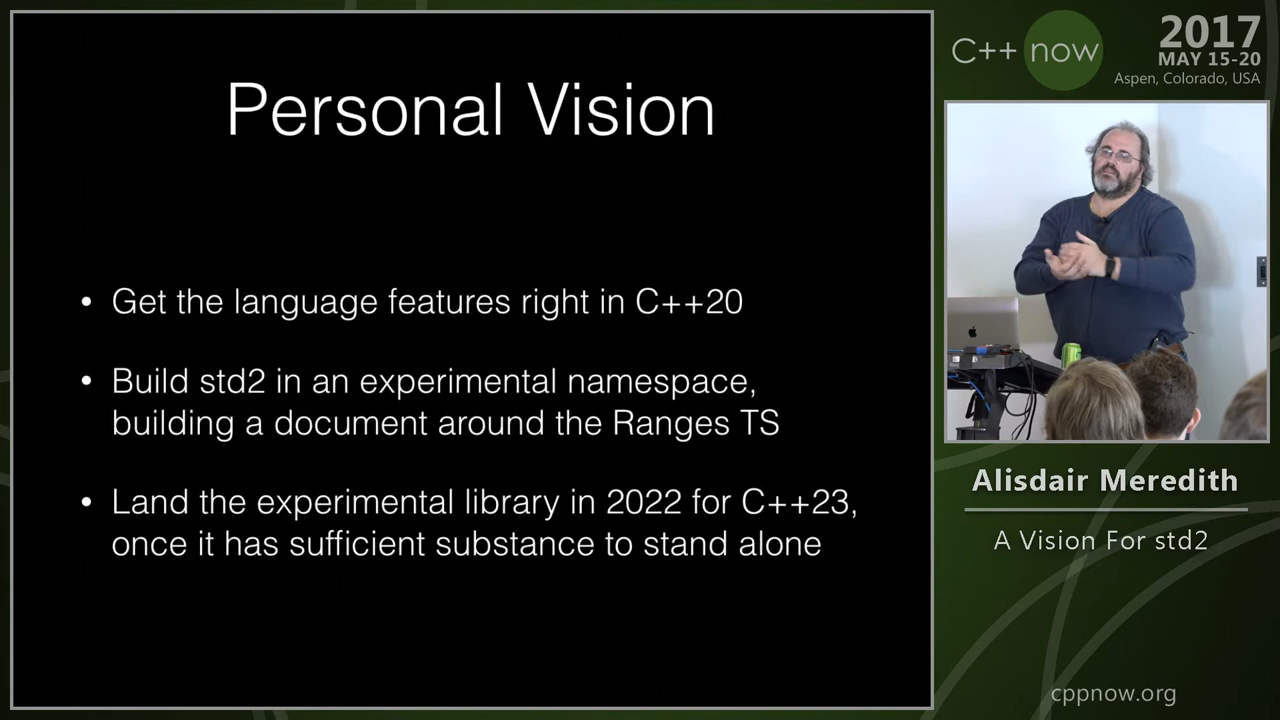 Personal Vision
• Get the language features right in C++20
• Build std2 in an experimental namespace,
building a document around the Ranges TS
• Land the experimental library in 2022 for C++23,
once it has sufficient substance to stand alone
C++ now
2017
MAY 15-20
Aspen, Colorado, USA
Alisdair Meredith
A Vision For std2
cppnow.org